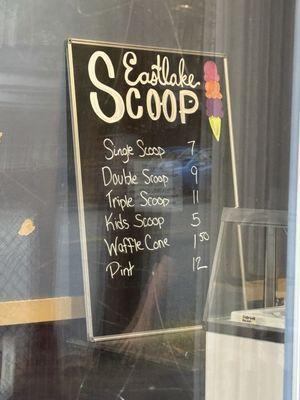 Eastlake
SCOOP
Single Scoop 7
Double Scoop 9
Triple Scoop 11
Kids Scoop 5
Waffle Cone 1 50
Pint 12